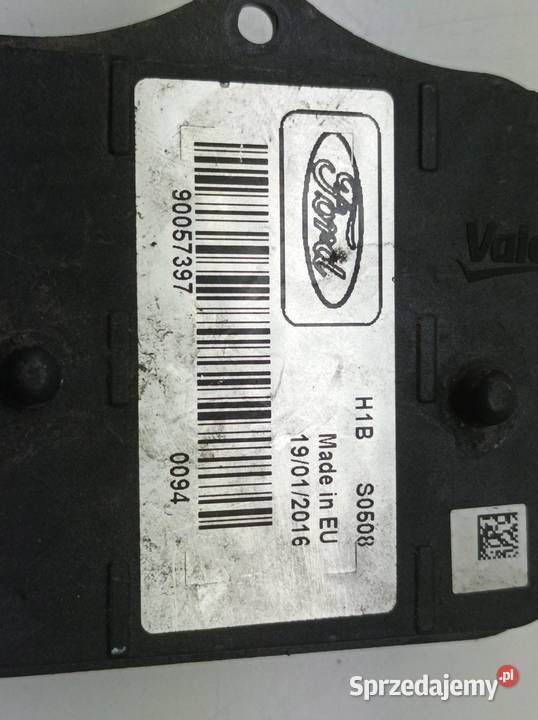 Ford
H1B S0508
Made in EU
19/01/2016
90057397 0094
Sprzedajemy.pl